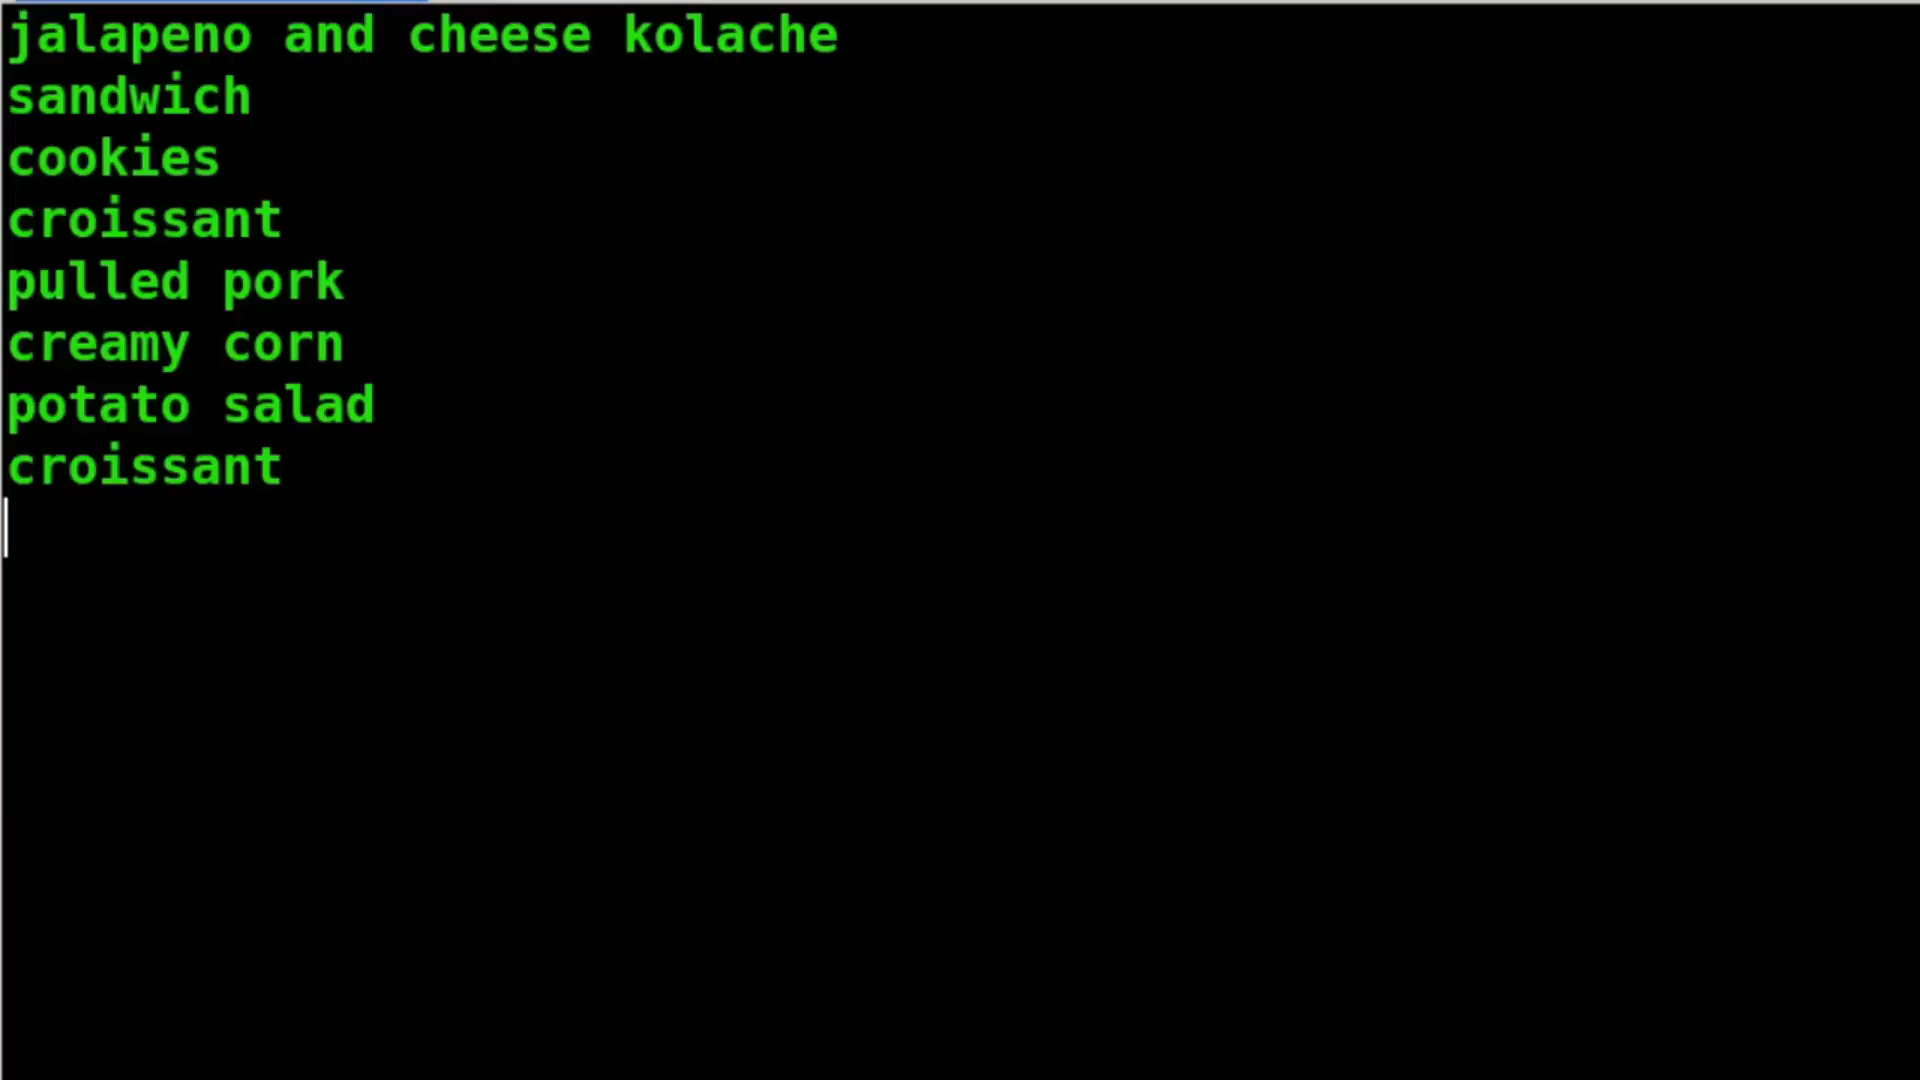 jalapeno and cheese kolache
sandwich
cookies
croissant
pulled pork
creamy corn
potato salad
croissant